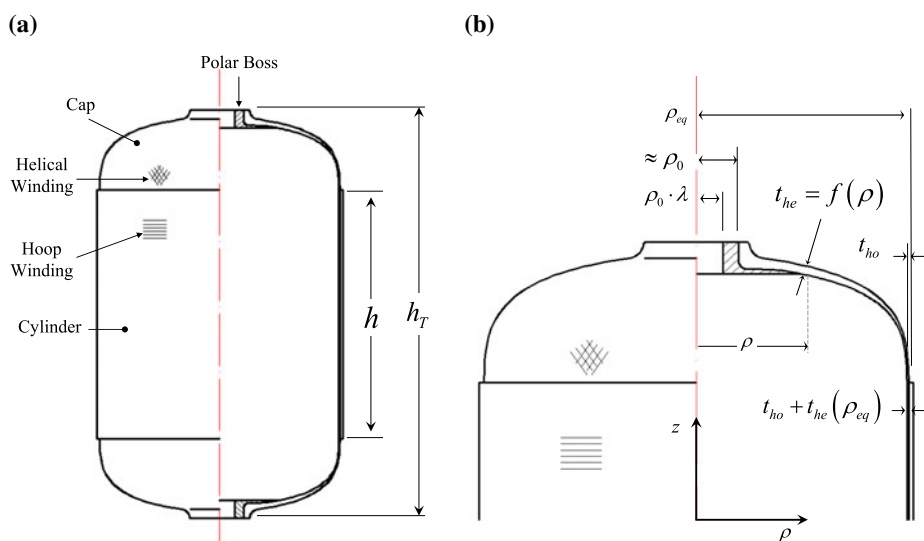 (a)
Polar Boss
Cap
Helical
Winding
Hoop
Winding
Cylinder
h
h_T
(b)
ρ_eq
≈ ρ_0
ρ_0 · λ
t_he = f(ρ)
t_ho
ρ
t_ho + t_he(ρ_eq)
z
ρ